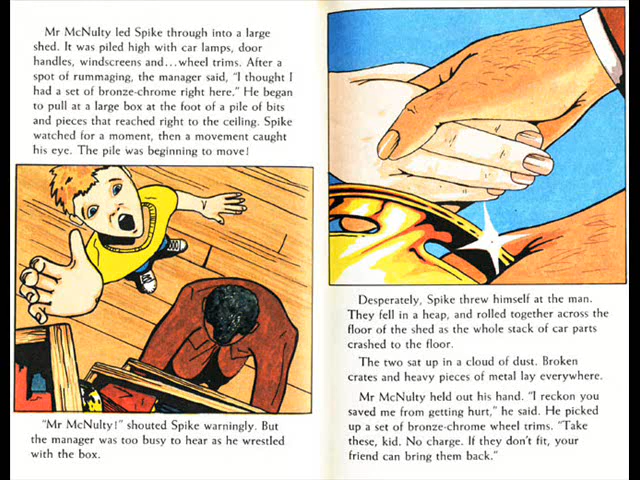 Mr McNulty led Spike through into a large
shed. It was piled high with car lamps, door
handles, windscreens and...wheel trims. After a
spot of rummaging, the manager said, "I thought I
had a set of bronze-chrome right here." He began
to pull at a large box at the foot of a pile of bits
and pieces that reached right to the ceiling. Spike
watched for a moment, then a movement caught
his eye. The pile was beginning to move!
"Mr McNulty!" shouted Spike warningly. But
the manager was too busy to hear as he wrestled
with the box.
Desperately, Spike threw himself at the man.
They fell in a heap, and rolled together across the
floor of the shed as the whole stack of car parts
crashed to the floor.
The two sat up in a cloud of dust. Broken
crates and heavy pieces of metal lay everywhere.
Mr McNulty held out his hand. "I reckon you
saved me from getting hurt," he said. He picked
up a set of bronze-chrome wheel trims. "Take
these, kid. No charge. If they don't fit, your
friend can bring them back."